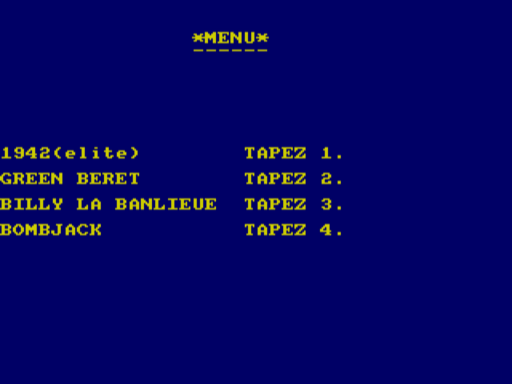 *MENU*
------
1942(elite) TAPEZ 1.
GREEN BERET TAPEZ 2.
BILLY LA BANLIEUE TAPEZ 3.
BOMBJACK TAPEZ 4.